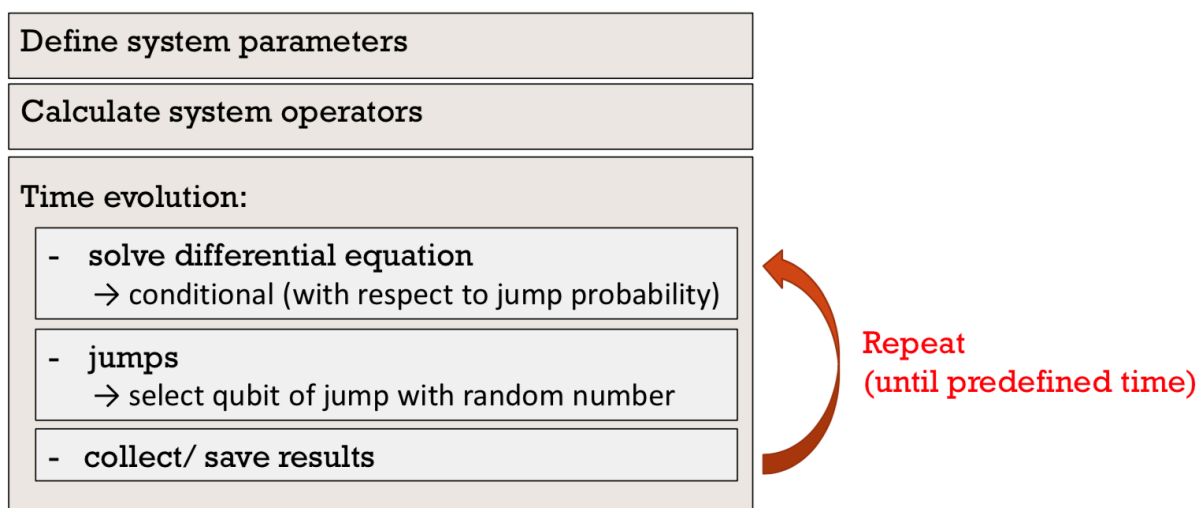 Define system parameters
Calculate system operators
Time evolution:
- solve differential equation
→ conditional (with respect to jump probability)
- jumps
→ select qubit of jump with random number
- collect/ save results
Repeat
(until predefined time)